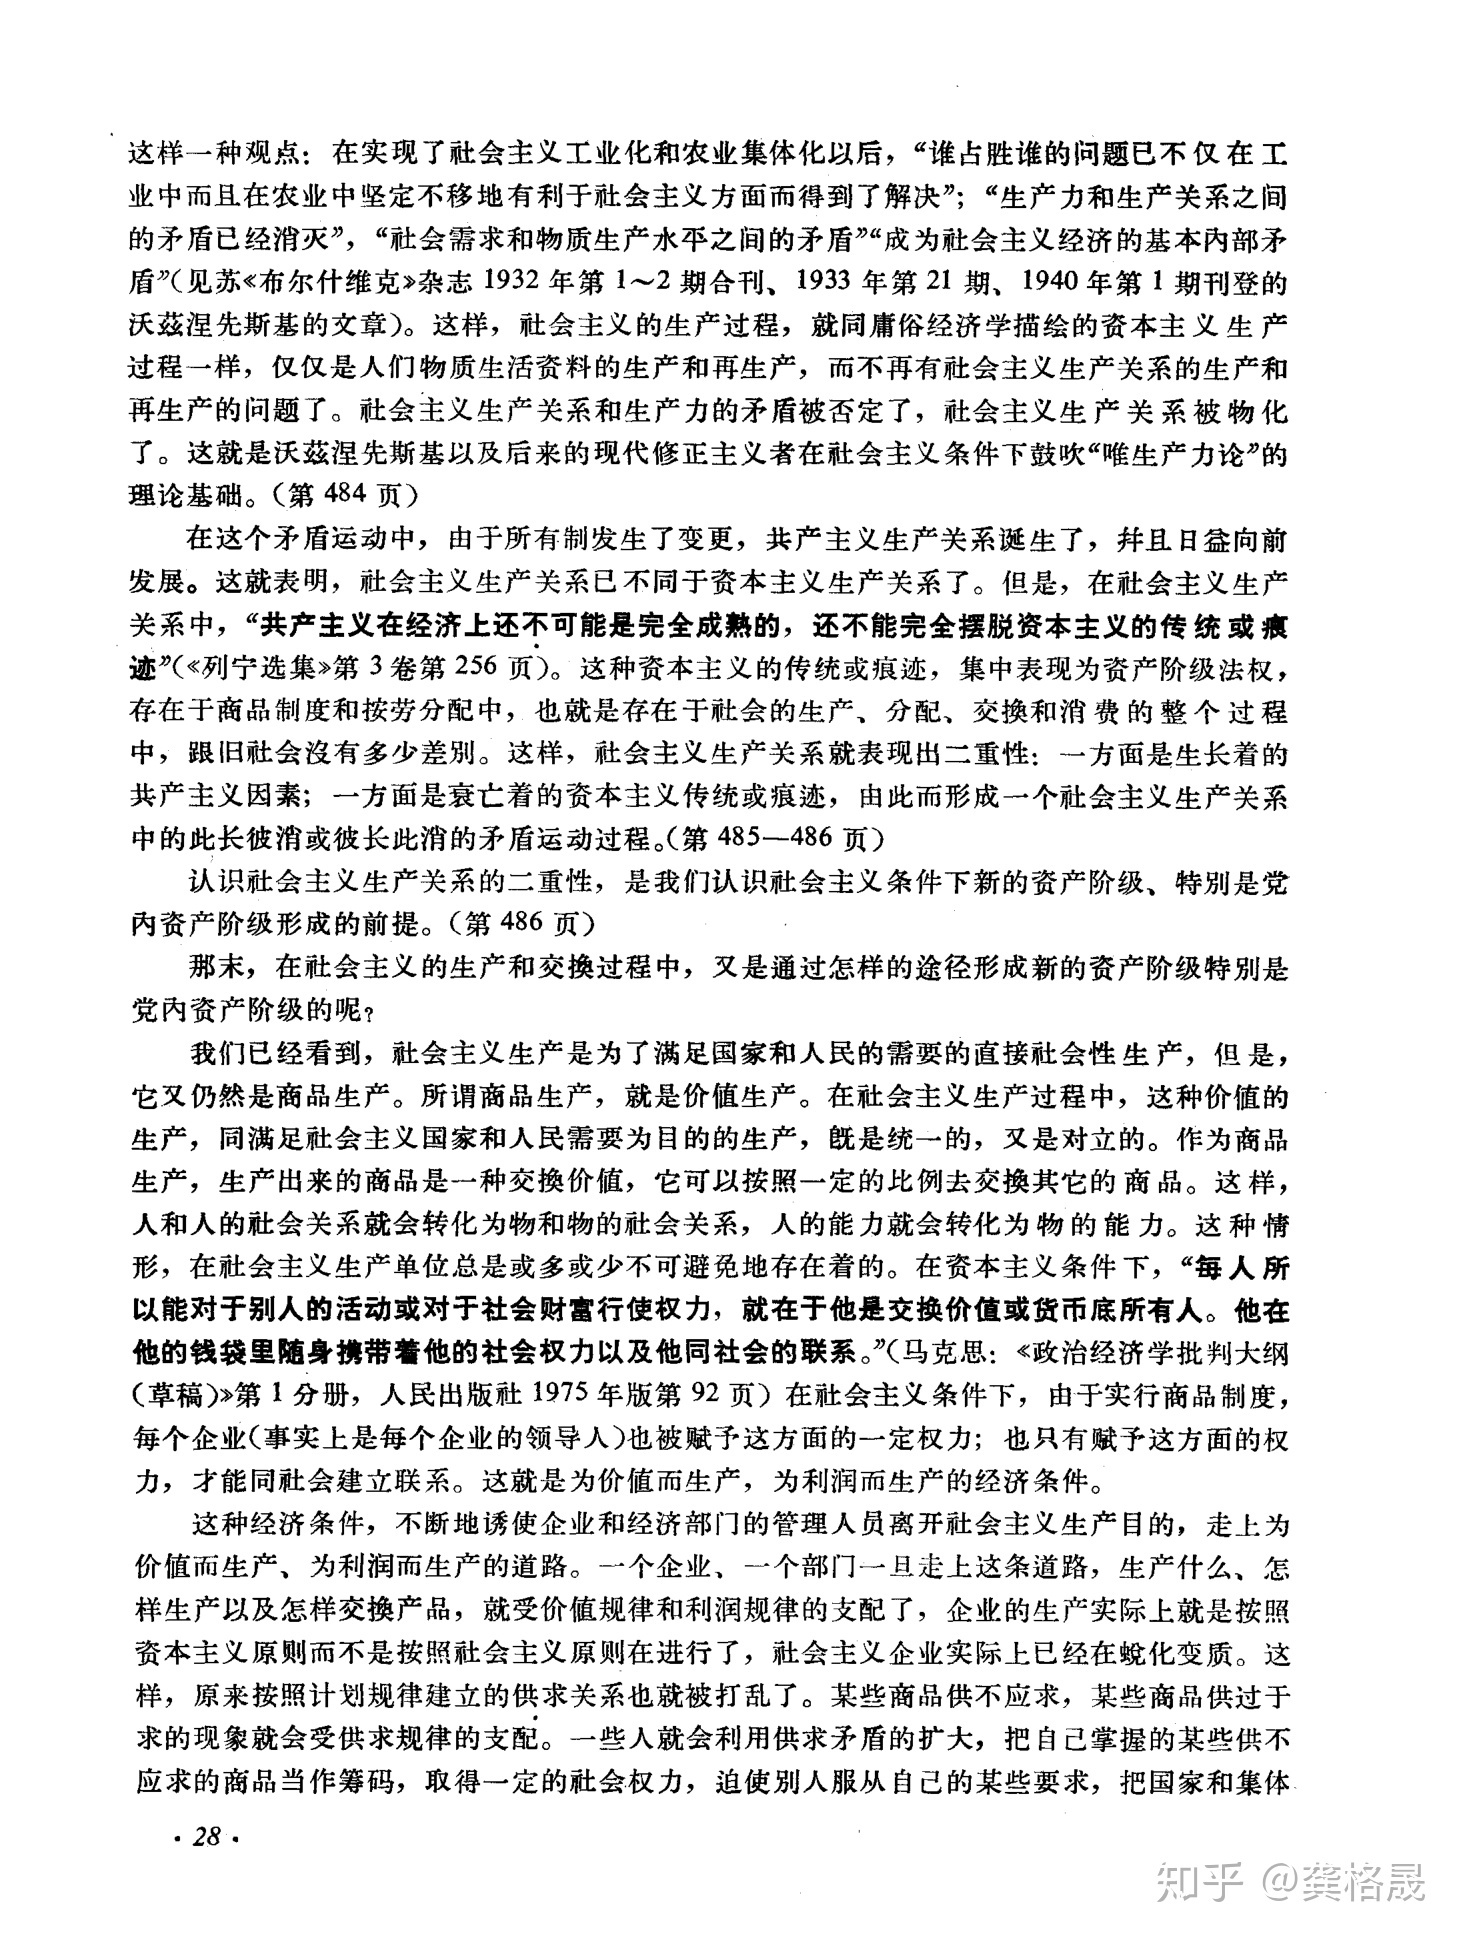 这样一种观点：在实现了社会主义工业化和农业集体化以后，“谁占胜谁的问题已不仅在工
业中而且在农业中坚定不移地有利于社会主义方面而得到了解决”；“生产力和生产关系之间
的矛盾已经消灭”，“社会需求和物质生产水平之间的矛盾”“成为社会主义经济的基本内部矛
盾”（见苏《布尔什维克》杂志 1932 年第 1～2 期合刊、1933 年第 21 期、1940 年第 1 期刊登的
沃兹涅先斯基的文章）。这样，社会主义的生产过程，就同庸俗经济学描绘的资本主义生产
过程一样，仅仅是人们物质生活资料的生产和再生产，而不再有社会主义生产关系的生产和
再生产的问题了。社会主义生产关系和生产力的矛盾被否定了，社会主义生产关系被物化
了。这就是沃兹涅先斯基以及后来的现代修正主义者在社会主义条件下鼓吹“唯生产力论”的
理论基础。（第 484 页）
在这个矛盾运动中，由于所有制发生了变更，共产主义生产关系诞生了，并且日益向前
发展。这就表明，社会主义生产关系已不同于资本主义生产关系了。但是，在社会主义生产
关系中，“共产主义在经济上还不可能是完全成熟的，还不能完全摆脱资本主义的传统或痕
迹”（《列宁选集》第 3 卷第 256 页）。这种资本主义的传统或痕迹，集中表现为资产阶级法权，
存在于商品制度和按劳分配中，也就是存在于社会的生产、分配、交换和消费的整个过程
中，跟旧社会沒有多少差别。这样，社会主义生产关系就表现出二重性：一方面是生长着的
共产主义因素；一方面是衰亡着的资本主义传统或痕迹，由此而形成一个社会主义生产关系
中的此长彼消或彼长此消的矛盾运动过程。（第 485—486 页）
认识社会主义生产关系的二重性，是我们认识社会主义条件下新的资产阶级、特别是党
内资产阶级形成的前提。（第 486 页）
那末，在社会主义的生产和交换过程中，又是通过怎样的途径形成新的资产阶级特别是
党内资产阶级的呢？
我们已经看到，社会主义生产是为了满足国家和人民的需要的直接社会性生产，但是，
它又仍然是商品生产。所谓商品生产，就是价值生产。在社会主义生产过程中，这种价值的
生产，同满足社会主义国家和人民需要为目的的生产，既是统一的，又是对立的。作为商品
生产，生产出来的商品是一种交换价值，它可以按照一定的比例去交换其它的商品。这样，
人和人的社会关系就会转化为物和物的社会关系，人的能力就会转化为物的能力。这种情
形，在社会主义生产单位总是或多或少不可避免地存在着的。在资本主义条件下，“每人所
以能对于别人的活动或对于社会财富行使权力，就在于他是交换价值或货币底所有人。他在
他的钱袋里随身携带着他的社会权力以及他同社会的联系。”（马克思：《政治经济学批判大纲
（草稿）》第 1 分册，人民出版社 1975 年版第 92 页）在社会主义条件下，由于实行商品制度，
每个企业（事实上是每个企业的领导人）也被赋予这方面的一定权力；也只有赋予这方面的权
力，才能同社会建立联系。这就是为价值而生产，为利润而生产的经济条件。
这种经济条件，不断地诱使企业和经济部门的管理人员离开社会主义生产目的，走上为
价值而生产、为利润而生产的道路。一个企业、一个部门一旦走上这条道路，生产什么、怎
样生产以及怎样交换产品，就受价值规律和利润规律的支配了，企业的生产实际上就是按照
资本主义原则而不是按照社会主义原则在进行了，社会主义企业实际上已经在蜕化变质。这
样，原来按照计划规律建立的供求关系也就被打乱了。某些商品供不应求，某些商品供过于
求的现象就会受供求规律的支配。一些人就会利用供求矛盾的扩大，把自己掌握的某些供不
应求的商品当作筹码，取得一定的社会权力，迫使别人服从自己的某些要求，把国家和集体
· 28 ·
知乎 @龚格晟